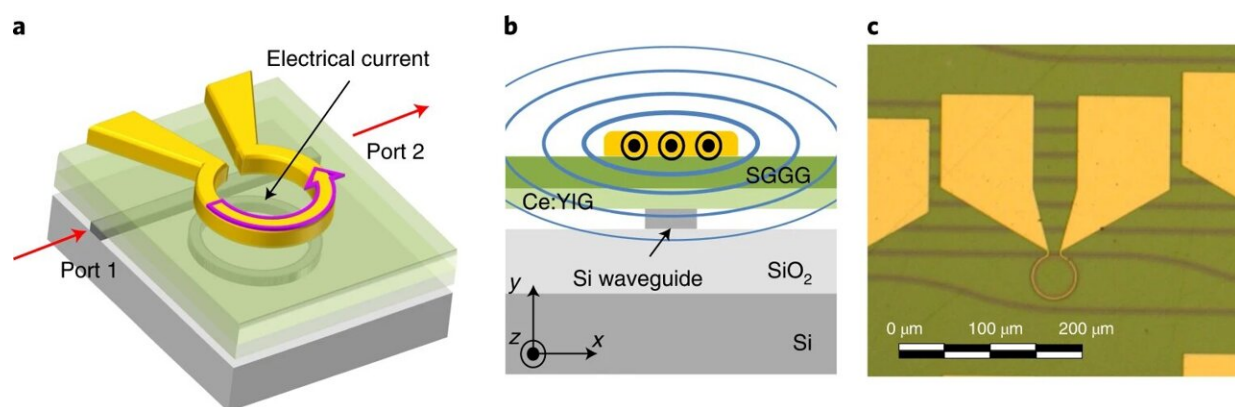 a
Electrical current
Port 2
Port 1
b
SGGG
Ce:YIG
Si waveguide
SiO₂
y
z
x
Si
c
0 μm 100 μm 200 μm